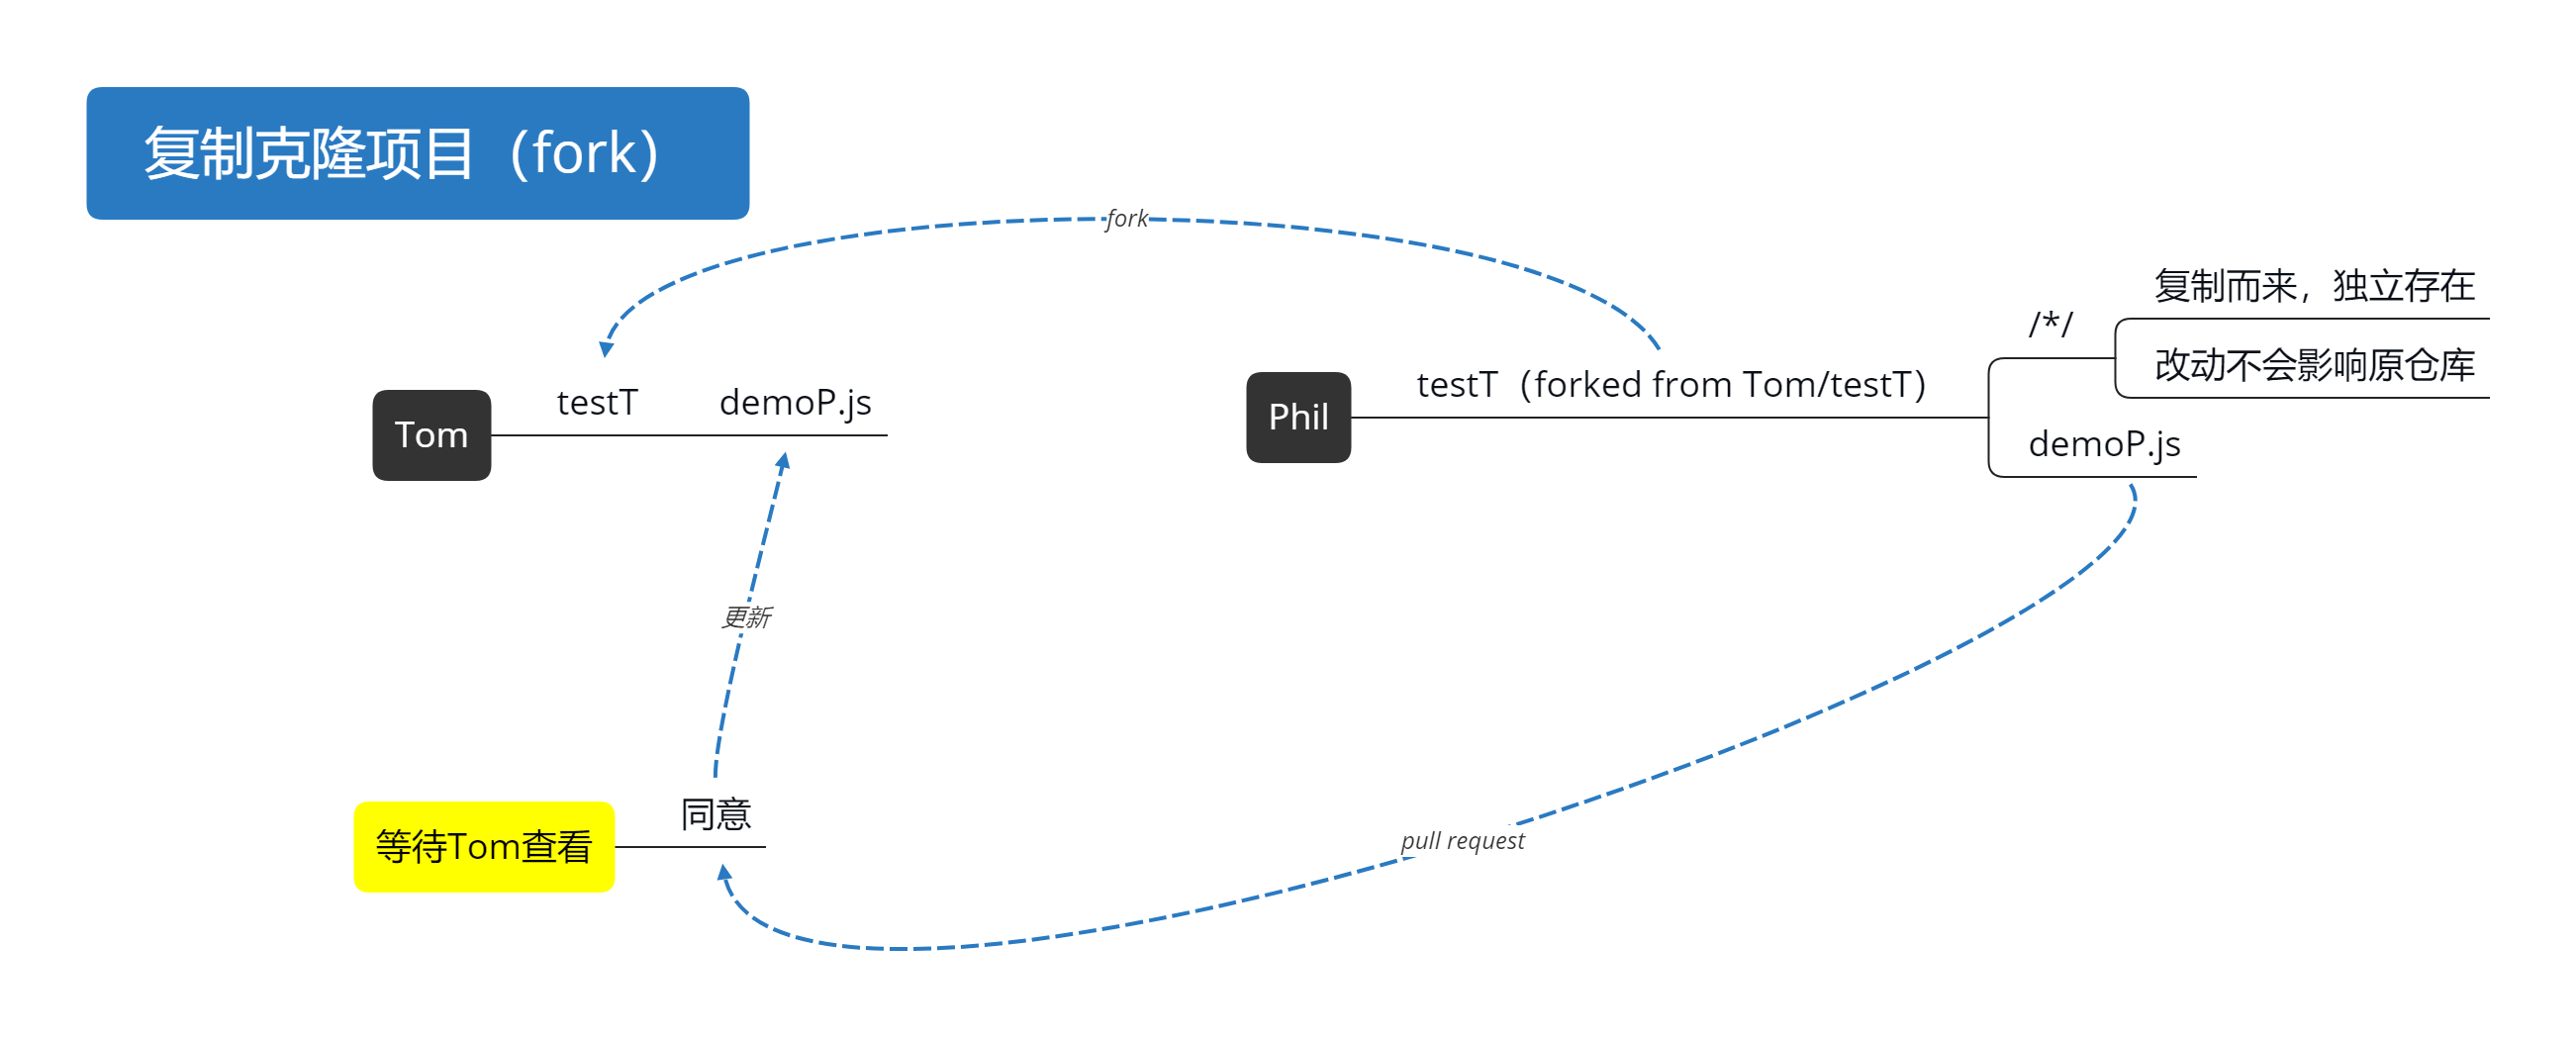 复制克隆项目（fork）
fork
复制而来，独立存在
/*/
改动不会影响原仓库
Tom
testT
demoP.js
Phil
testT（forked from Tom/testT）
demoP.js
更新
等待Tom查看
同意
pull request